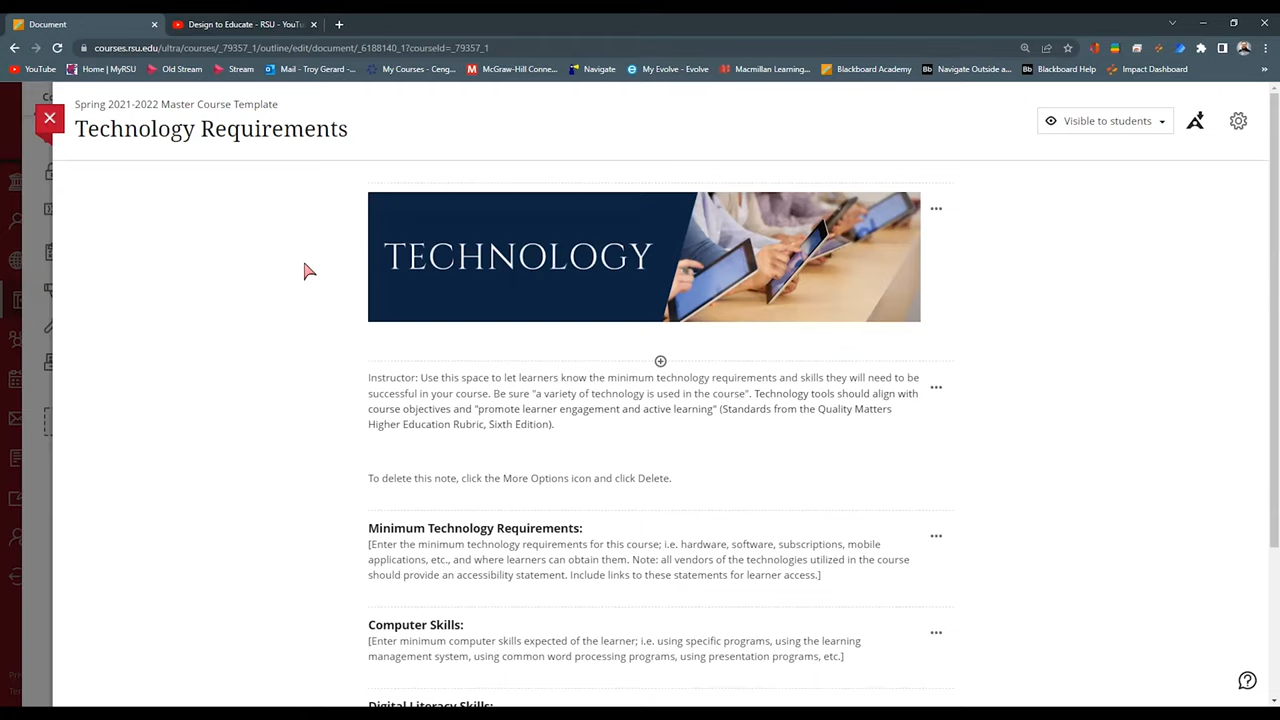 Document
Design to Educate - RSU - YouTu
courses.rsu.edu/ultra/courses/_79357_1/outline/edit/document/_6188140_1?courseId=_79357_1
YouTube
Home | MyRSU
Old Stream
Stream
Mail - Troy Gerard -...
My Courses - Ceng...
McGraw-Hill Conne...
Navigate
My Evolve - Evolve
Macmillan Learning...
Blackboard Academy
Navigate Outside a...
Blackboard Help
Impact Dashboard
Spring 2021-2022 Master Course Template
Technology Requirements
Visible to students
TECHNOLOGY
Instructor: Use this space to let learners know the minimum technology requirements and skills they will need to be
successful in your course. Be sure "a variety of technology is used in the course". Technology tools should align with
course objectives and "promote learner engagement and active learning" (Standards from the Quality Matters
Higher Education Rubric, Sixth Edition).
To delete this note, click the More Options icon and click Delete.
Minimum Technology Requirements:
[Enter the minimum technology requirements for this course; i.e. hardware, software, subscriptions, mobile
applications, etc., and where learners can obtain them. Note: all vendors of the technologies utilized in the course
should provide an accessibility statement. Include links to these statements for learner access.]
Computer Skills:
[Enter minimum computer skills expected of the learner; i.e. using specific programs, using the learning
management system, using common word processing programs, using presentation programs, etc.]
Digital Literacy Skills: